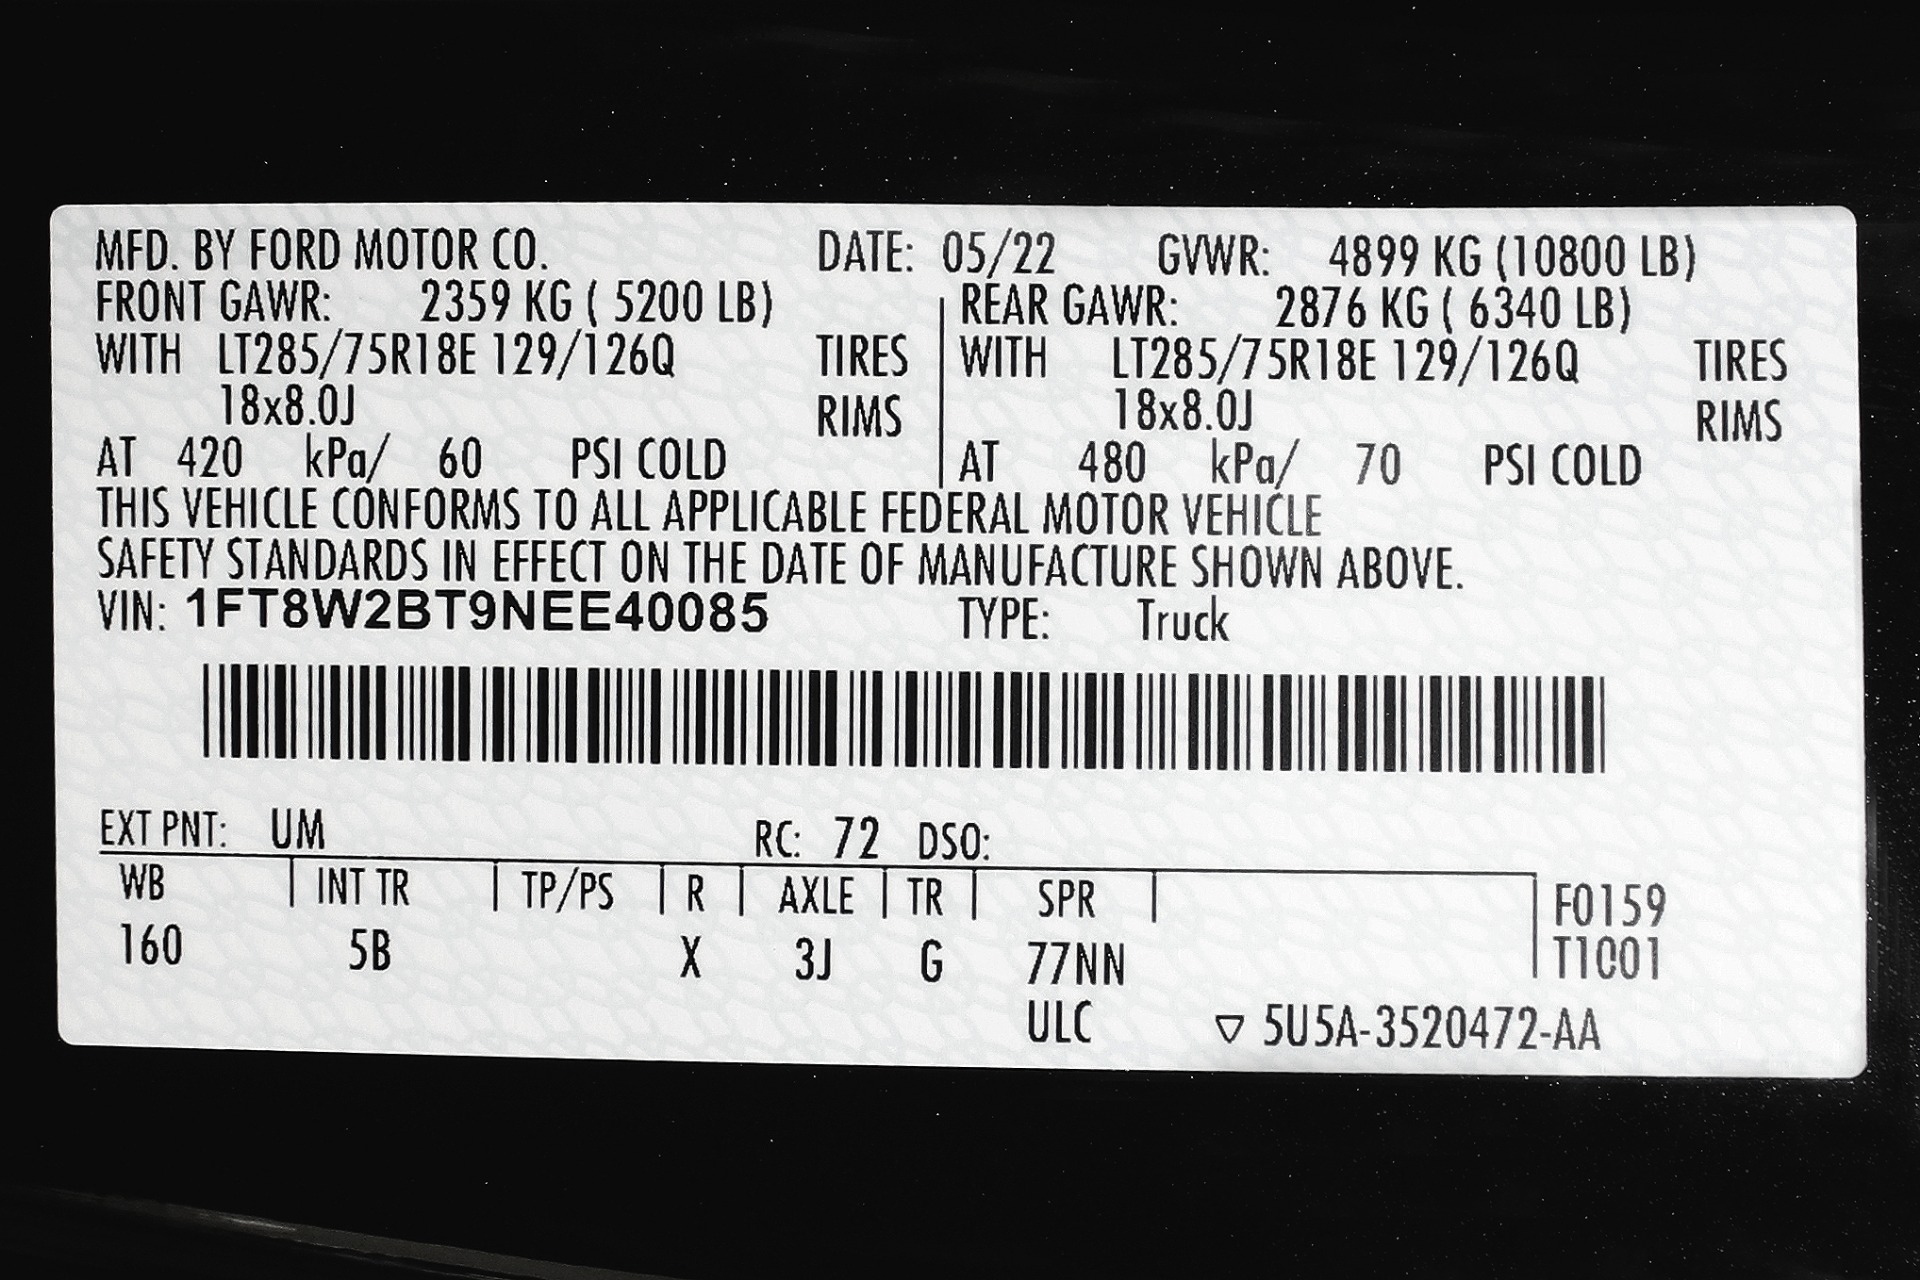 MFD. BY FORD MOTOR CO. DATE: 05/22 GVWR: 4899 KG (10800 LB)
FRONT GAWR: 2359 KG ( 5200 LB) REAR GAWR: 2876 KG ( 6340 LB)
WITH LT285/75R18E 129/126Q TIRES WITH LT285/75R18E 129/126Q TIRES
18x8.0J RIMS 18x8.0J RIMS
AT 420 kPa/ 60 PSI COLD AT 480 kPa/ 70 PSI COLD
THIS VEHICLE CONFORMS TO ALL APPLICABLE FEDERAL MOTOR VEHICLE
SAFETY STANDARDS IN EFFECT ON THE DATE OF MANUFACTURE SHOWN ABOVE.
VIN: 1FT8W2BT9NEE40085 TYPE: Truck
EXT PNT: UM RC: 72 DSO:
WB INT TR TP/PS R AXLE TR SPR F0159
160 5B X 3J G 77NN T1001
ULC ▽ 5U5A-3520472-AA